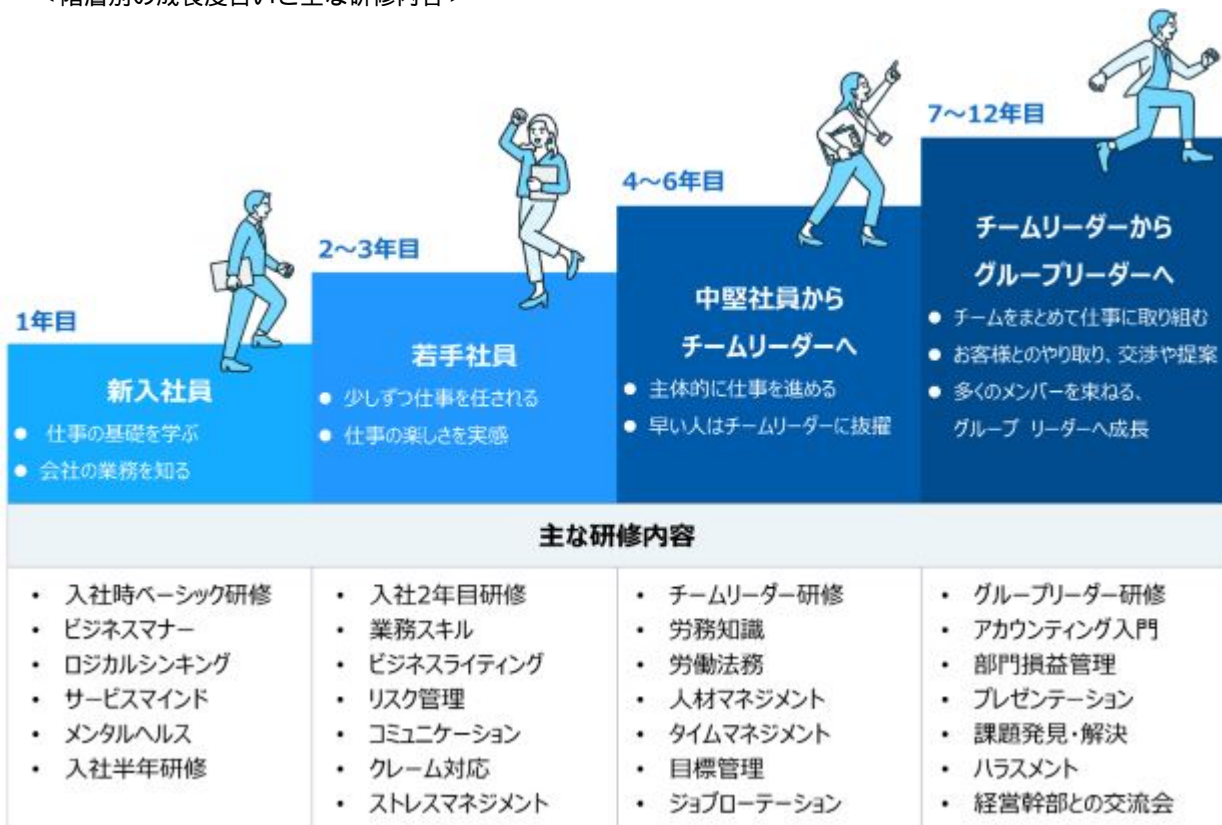 ＜階層別の成長度合いと主な研修内容＞
1年目
新入社員
● 仕事の基礎を学ぶ
● 会社の業務を知る
2～3年目
若手社員
● 少しずつ仕事を任される
● 仕事の楽しさを実感
4～6年目
中堅社員から
チームリーダーへ
● 主体的に仕事を進める
● 早い人はチームリーダーに抜擢
7～12年目
チームリーダーから
グループリーダーへ
● チームをまとめて仕事に取り組む
● お客様とのやり取り、交渉や提案
● 多くのメンバーを束ねる、
グループ リーダーへ成長
主な研修内容
・ 入社時ベーシック研修
・ ビジネスマナー
・ ロジカルシンキング
・ サービスマインド
・ メンタルヘルス
・ 入社半年研修
・ 入社2年目研修
・ 業務スキル
・ ビジネスライティング
・ リスク管理
・ コミュニケーション
・ クレーム対応
・ ストレスマネジメント
・ チームリーダー研修
・ 労務知識
・ 労働法務
・ 人材マネジメント
・ タイムマネジメント
・ 目標管理
・ ジョブローテーション
・ グループリーダー研修
・ アカウンティング入門
・ 部門損益管理
・ プレゼンテーション
・ 課題発見・解決
・ ハラスメント
・ 経営幹部との交流会